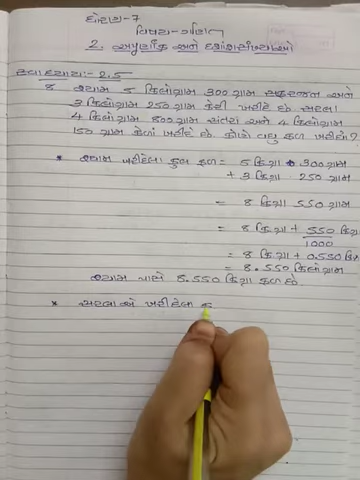 ધોરણ-7
વિષય-ગણિત
2. અપૂર્ણાંક અને દશાંશ સંખ્યાઓ
સ્વાધ્યાય:-2.5
8 શ્યામ 5 કિલોગ્રામ 300 ગ્રામ સફરજન અને
3 કિલોગ્રામ 250 ગ્રામ કેરી ખરીદે છે. સરલા
4 કિલોગ્રામ 800 ગ્રામ સંતરાં અને 4 કિલોગ્રામ
150 ગ્રામ કેળાં ખરીદે છે. કોણે વધુ ફળ ખરીદ્યાં?
* શ્યામે ખરીદેલા કુલ ફળ = 5 કિગ્રા 300 ગ્રામ
+ 3 કિગ્રા 250 ગ્રામ
= 8 કિગ્રા 550 ગ્રામ
= 8 કિગ્રા + 550 કિગ્રા
1000
= 8 કિગ્રા + 0.550 કિગ્રા
= 8.550 કિલોગ્રામ
શ્યામ પાસે 8.550 કિગ્રા ફળ છે.
* સરલાએ ખરીદેલા